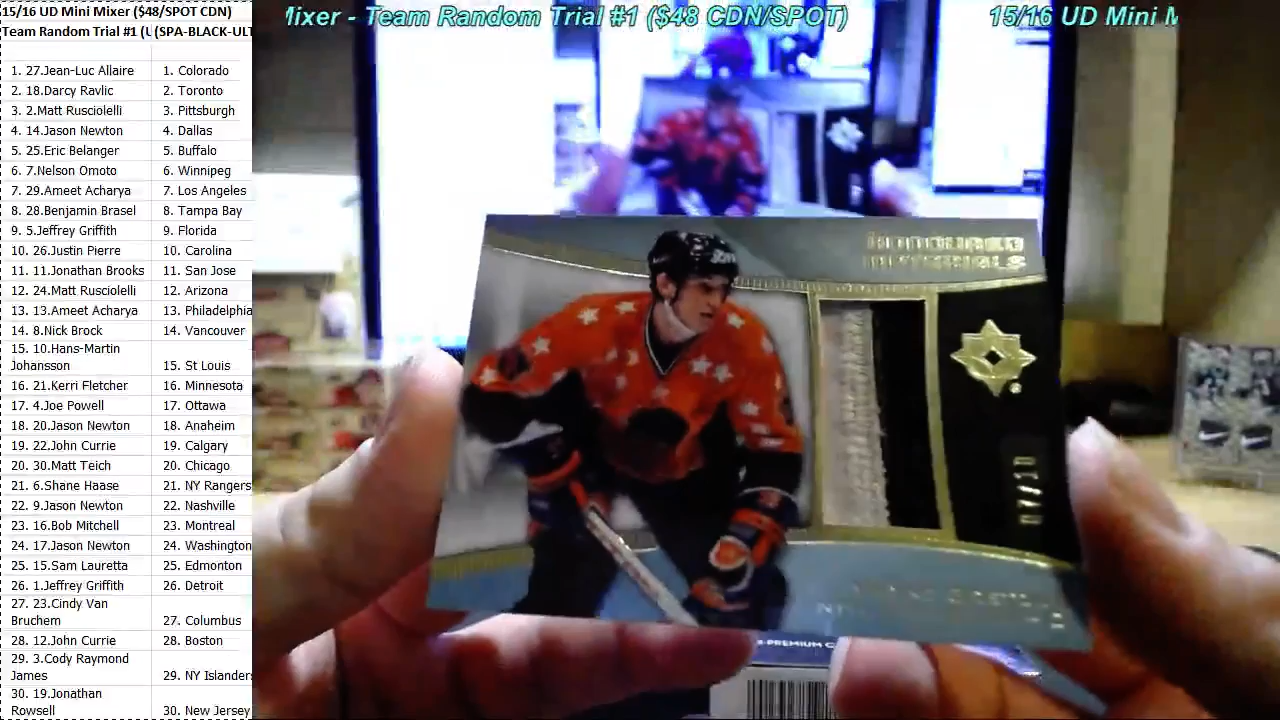 15/16 UD Mini Mixer ($48/SPOT CDN)
Team Random Trial #1 (U (SPA-BLACK-ULT
1. 27.Jean-Luc Allaire 1. Colorado
2. 18.Darcy Ravlic 2. Toronto
3. 2.Matt Rusciolelli 3. Pittsburgh
4. 14.Jason Newton 4. Dallas
5. 25.Eric Belanger 5. Buffalo
6. 7.Nelson Omoto 6. Winnipeg
7. 29.Ameet Acharya 7. Los Angeles
8. 28.Benjamin Brasel 8. Tampa Bay
9. 5.Jeffrey Griffith 9. Florida
10. 26.Justin Pierre 10. Carolina
11. 11.Jonathan Brooks 11. San Jose
12. 24.Matt Rusciolelli 12. Arizona
13. 13.Ameet Acharya 13. Philadelphia
14. 8.Nick Brock 14. Vancouver
15. 10.Hans-Martin
Johansson 15. St Louis
16. 21.Kerri Fletcher 16. Minnesota
17. 4.Joe Powell 17. Ottawa
18. 20.Jason Newton 18. Anaheim
19. 22.John Currie 19. Calgary
20. 30.Matt Teich 20. Chicago
21. 6.Shane Haase 21. NY Rangers
22. 9.Jason Newton 22. Nashville
23. 16.Bob Mitchell 23. Montreal
24. 17.Jason Newton 24. Washington
25. 15.Sam Lauretta 25. Edmonton
26. 1.Jeffrey Griffith 26. Detroit
27. 23.Cindy Van
Bruchem 27. Columbus
28. 12.John Currie 28. Boston
29. 3.Cody Raymond
James 29. NY Islanders
30. 19.Jonathan
Rowsell 30. New Jersey
Mixer - Team Random Trial #1 ($48 CDN/SPOT) 15/16 UD Mini M
HONOURED
MATERIALS
07/10
PREMIUM